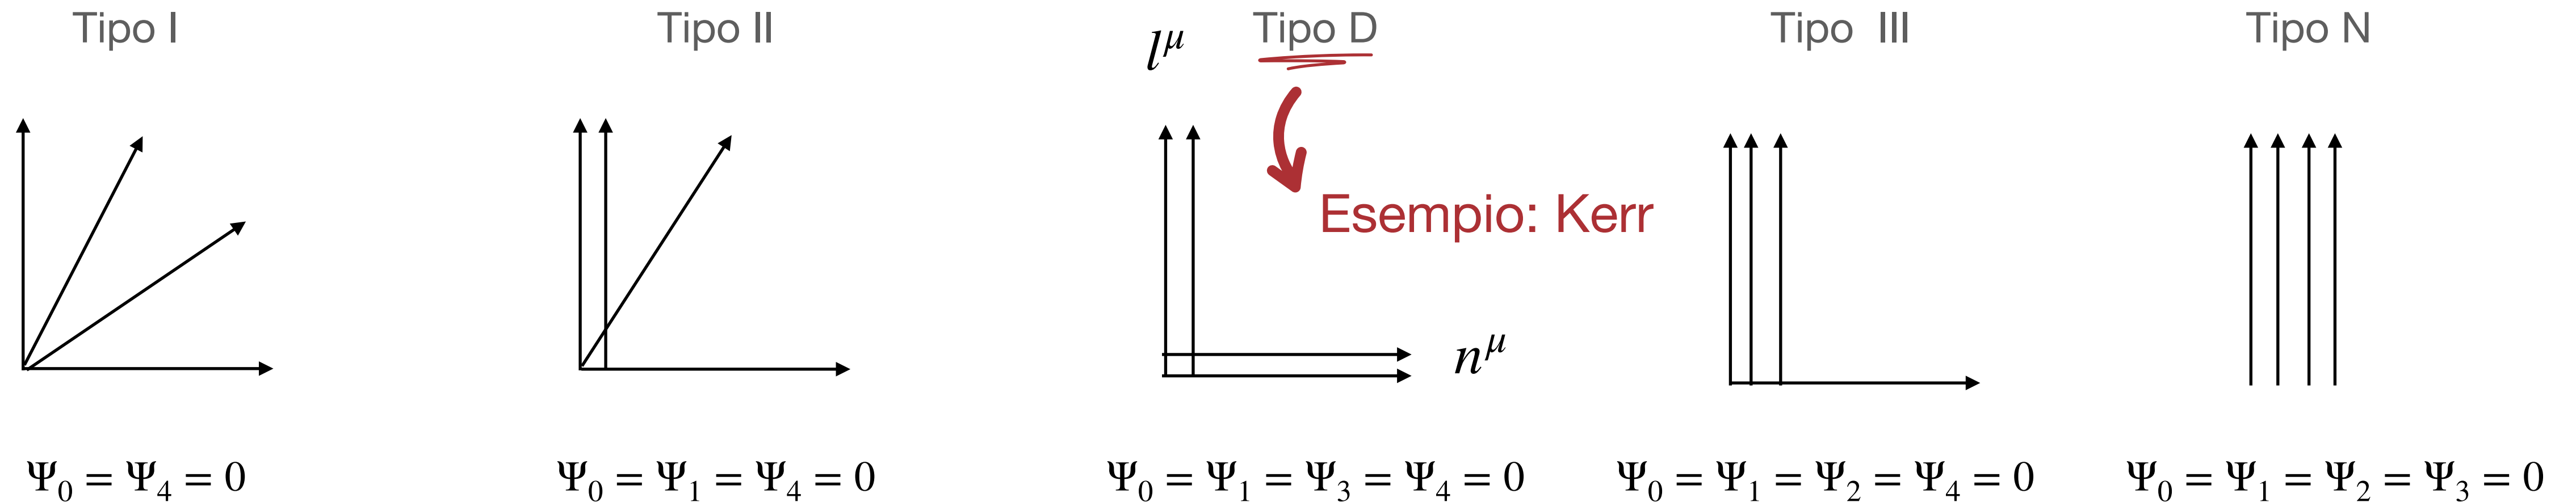 Tipo I
Tipo II
Tipo D
Tipo III
Tipo N
l^μ
Esempio: Kerr
n^μ
Ψ₀ = Ψ₄ = 0
Ψ₀ = Ψ₁ = Ψ₄ = 0
Ψ₀ = Ψ₁ = Ψ₃ = Ψ₄ = 0
Ψ₀ = Ψ₁ = Ψ₂ = Ψ₄ = 0
Ψ₀ = Ψ₁ = Ψ₂ = Ψ₃ = 0